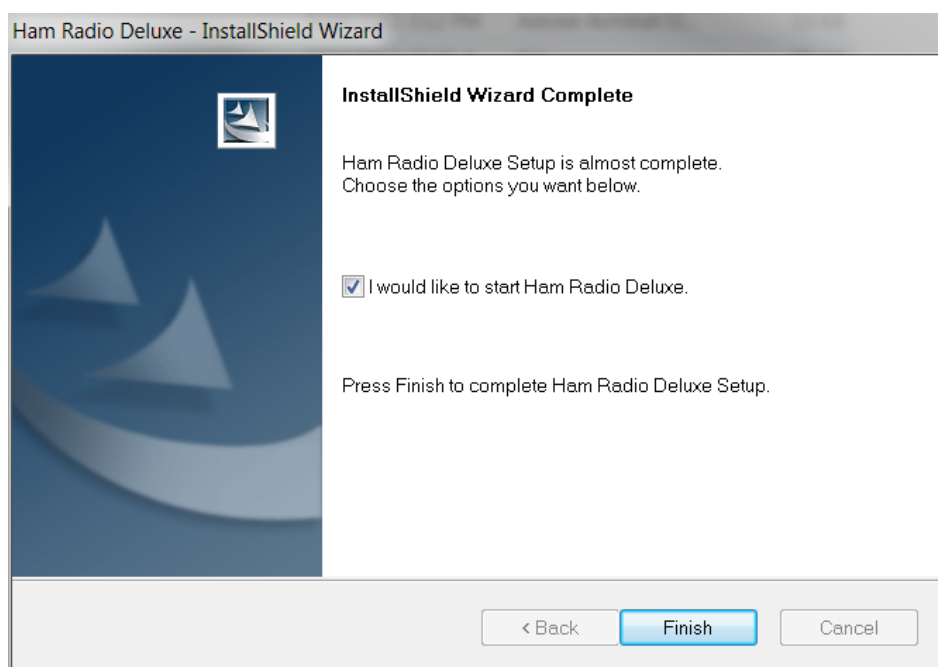 Ham Radio Deluxe - InstallShield Wizard
InstallShield Wizard Complete
Ham Radio Deluxe Setup is almost complete.
Choose the options you want below.
I would like to start Ham Radio Deluxe.
Press Finish to complete Ham Radio Deluxe Setup.
< Back
Finish
Cancel